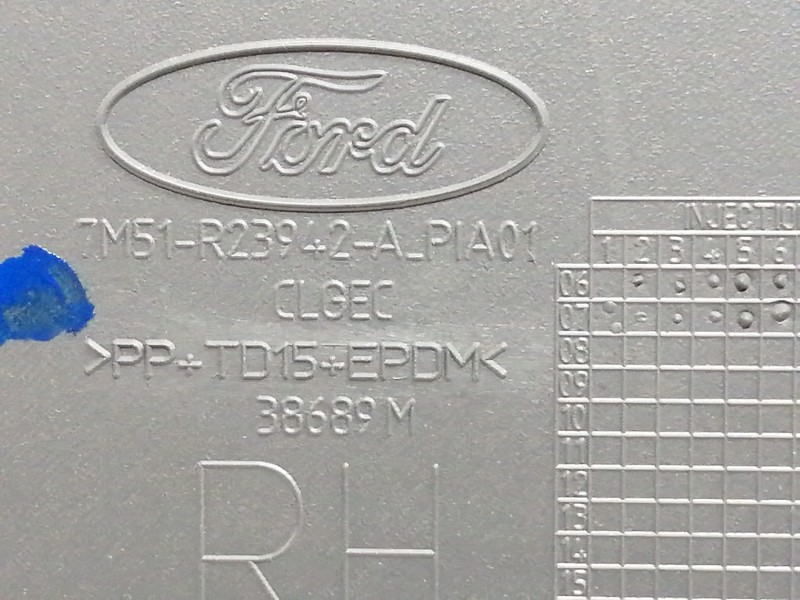 Ford
7M51-R23942-A_PIA01
CLGEC
>PP+TD15+EPDM<
38689M
RH
INJECTIO
1 2 3 4 5 6
06
07
08
09
10
11
12
13
14
15